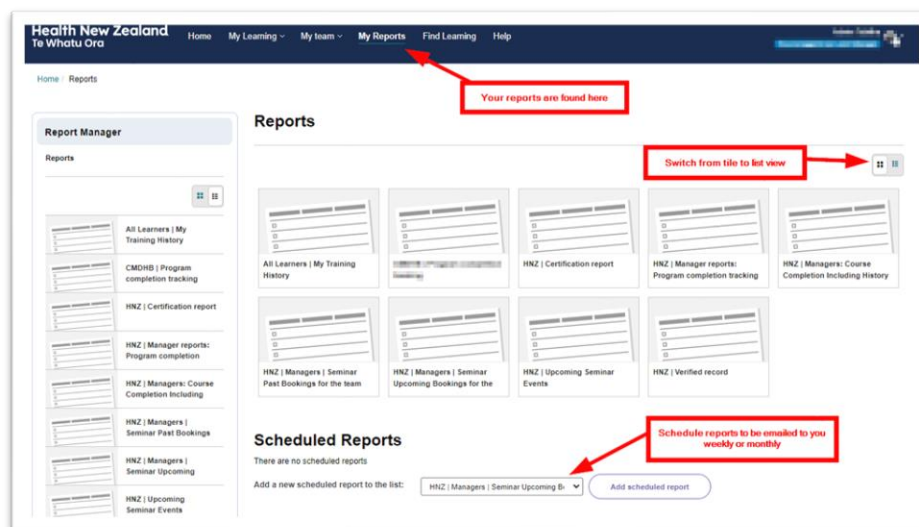 Health New Zealand
Te Whatu Ora
Home My Learning My team My Reports Find Learning Help
Home / Reports
Your reports are found here
Report Manager
Reports
All Learners | My
Training History
CMDHB | Program
completion tracking
HNZ | Certification report
HNZ | Manager reports:
Program completion
HNZ | Managers: Course
Completion Including
HNZ | Managers |
Seminar Past Bookings
HNZ | Managers |
Seminar Upcoming
HNZ | Upcoming
Seminar Events
Reports
Switch from tile to list view
All Learners | My Training
History
HNZ | Certification report
HNZ | Manager reports:
Program completion tracking
HNZ | Managers: Course
Completion Including History
HNZ | Managers | Seminar
Past Bookings for the team
HNZ | Managers | Seminar
Upcoming Bookings for the
HNZ | Upcoming Seminar
Events
HNZ | Verified record
Scheduled Reports
Schedule reports to be emailed to you
weekly or monthly
There are no scheduled reports
Add a new scheduled report to the list: HNZ | Managers | Seminar Upcoming B Add scheduled report